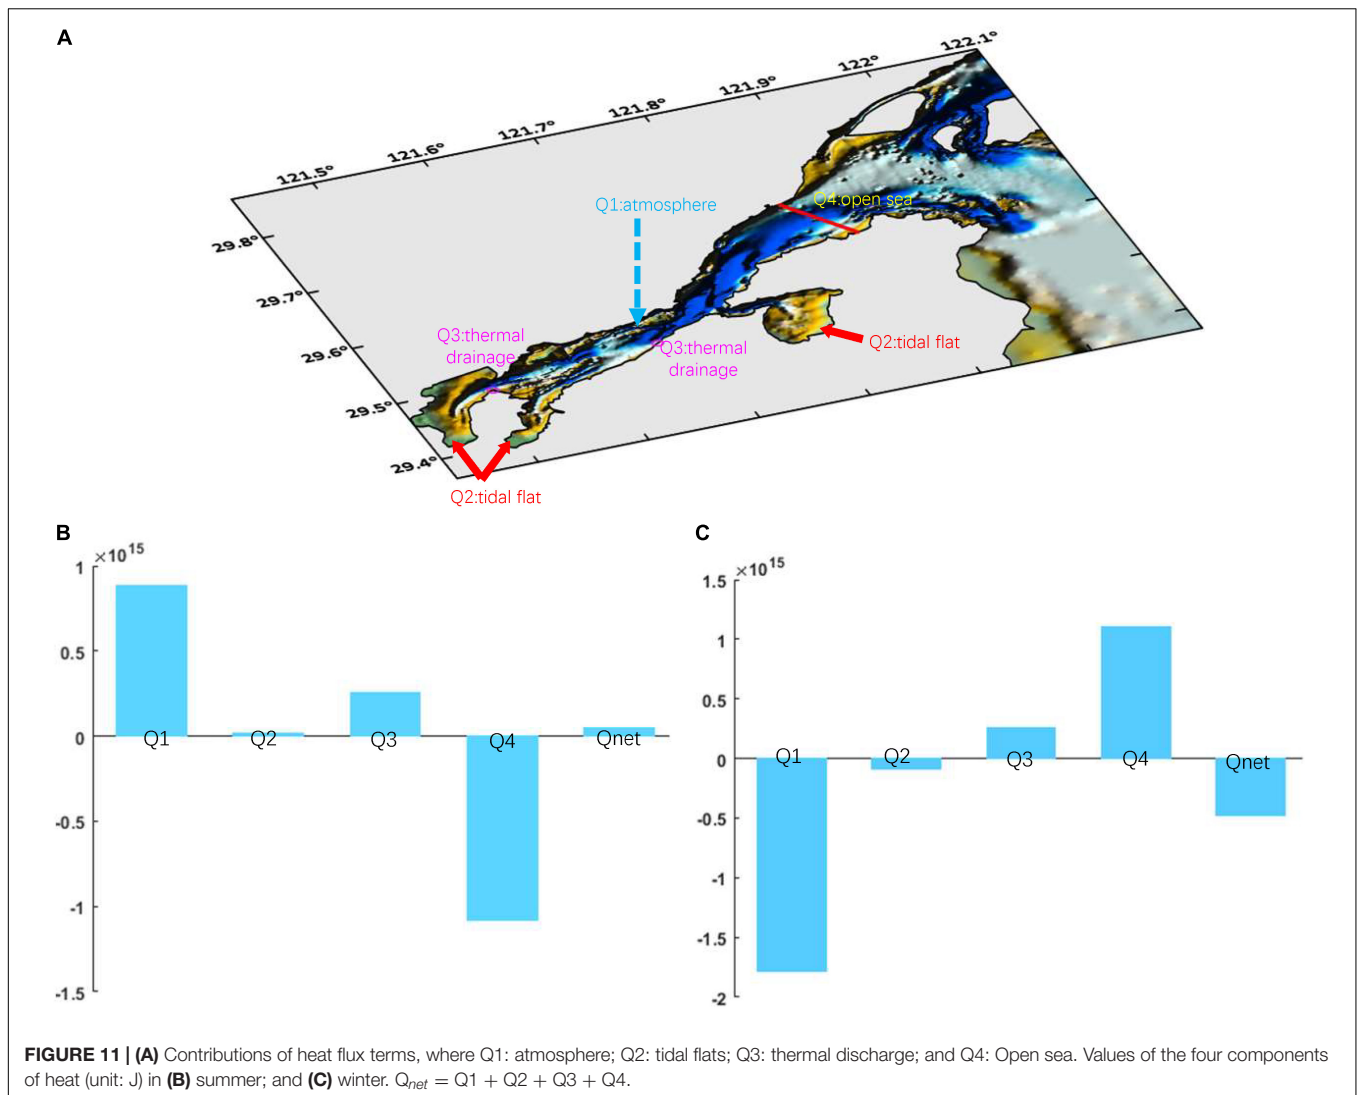 A
121.5°
121.6°
121.7°
121.8°
121.9°
122°
122.1°
29.8°
29.7°
29.6°
29.5°
29.4°
Q1:atmosphere
Q4:open sea
Q3:thermal
drainage
Q3:thermal
drainage
Q2:tidal flat
Q2:tidal flat
B
×10^15
1
0.5
0
-0.5
-1
-1.5
Q1
Q2
Q3
Q4
Qnet
C
×10^15
1.5
1
0.5
0
-0.5
-1
-1.5
-2
Q1
Q2
Q3
Q4
Qnet
FIGURE 11 | (A) Contributions of heat flux terms, where Q1: atmosphere; Q2: tidal flats; Q3: thermal discharge; and Q4: Open sea. Values of the four components
of heat (unit: J) in (B) summer; and (C) winter. Qnet = Q1 + Q2 + Q3 + Q4.